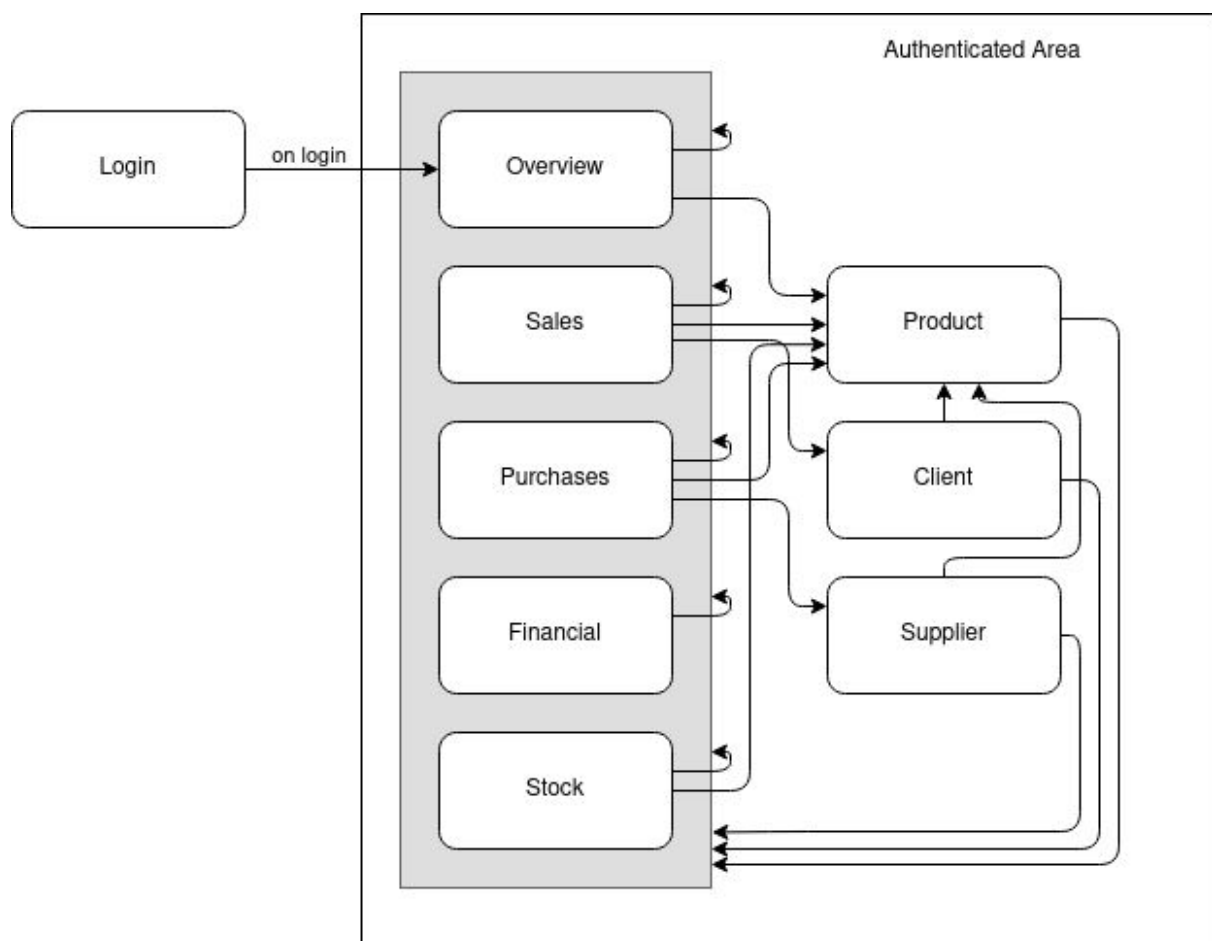 Authenticated Area
Login
on login
Overview
Sales
Product
Purchases
Client
Financial
Supplier
Stock